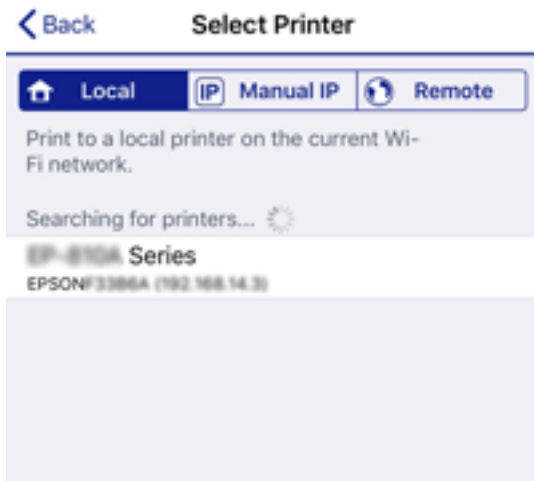 Back Select Printer
Local IP Manual IP Remote
Print to a local printer on the current Wi-
Fi network.
Searching for printers...
Series
EPSON